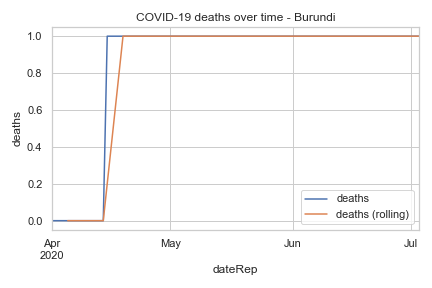 COVID-19 deaths over time - Burundi
deaths
1.0
0.8
0.6
0.4
0.2
0.0
deaths
deaths (rolling)
Apr
2020
May
Jun
Jul
dateRep